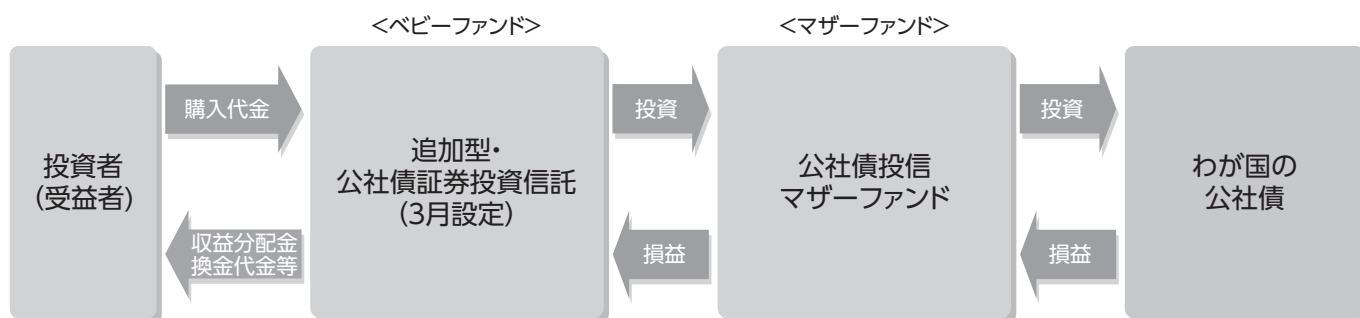 <ベビーファンド>
<マザーファンド>
投資者
(受益者)
購入代金
収益分配金
換金代金等
追加型・
公社債証券投資信託
(3月設定)
投資
損益
公社債投信
マザーファンド
投資
損益
わが国の
公社債